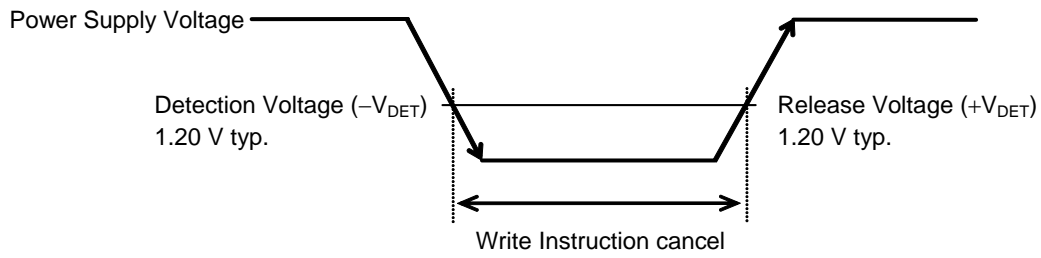 Power Supply Voltage
Detection Voltage (−VDET)
1.20 V typ.
Release Voltage (+VDET)
1.20 V typ.
Write Instruction cancel